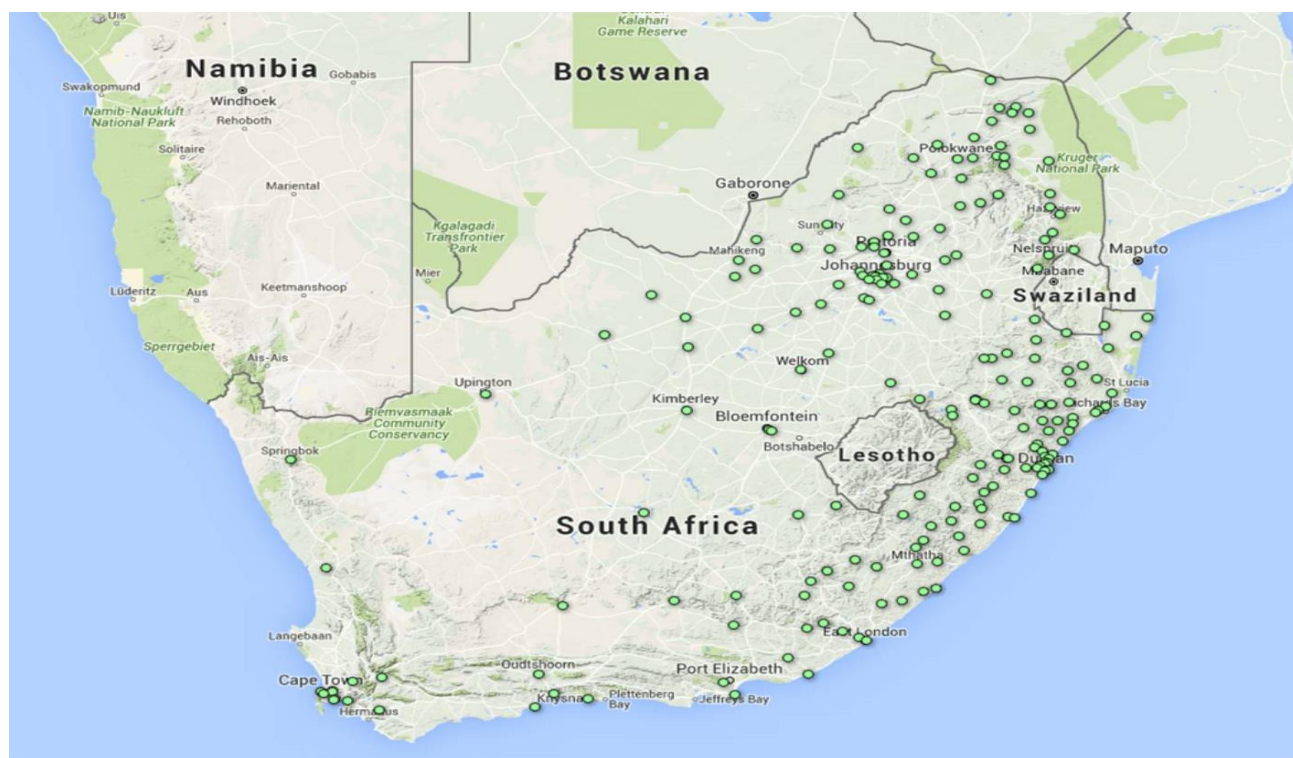 Uis
Central
Kalahari
Game Reserve
Namibia
Gobabis
Botswana
Swakopmund
Windhoek
Namib-Naukluft
National Park
Rehoboth
Solitaire
Polokwane
Kruger
National Park
Mariental
Gaborone
Kgalagadi
Transfrontier
Park
Sun City
Hazyview
Mahikeng
Pretoria
Nelspruit
Maputo
Mier
Johannesburg
Mbabane
Lüderitz
Aus
Keetmanshoop
Swaziland
Sperrgebiet
Ais-Ais
Welkom
Upington
St Lucia
Kimberley
Richards Bay
Riemvasmaak
Community
Conservancy
Bloemfontein
Botshabelo
Springbok
Lesotho
Durban
South Africa
Mthatha
Langebaan
East London
Oudtshoorn
Port Elizabeth
Cape Town
Knysna
Plettenberg
Bay
Jeffreys Bay
Hermanus